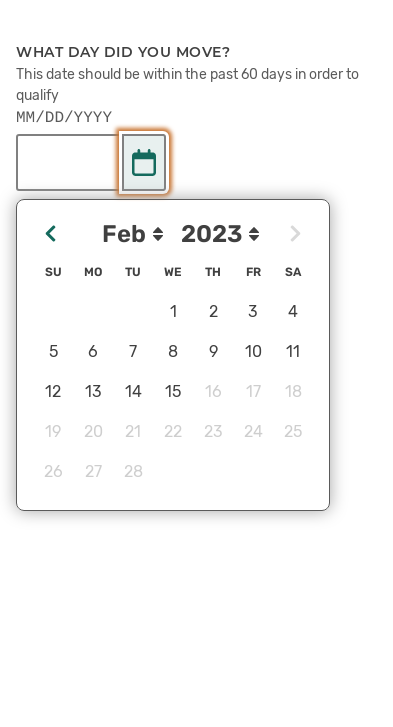 WHAT DAY DID YOU MOVE?
This date should be within the past 60 days in order to
qualify
MM/DD/YYYY
Feb 2023
SU MO TU WE TH FR SA
1 2 3 4
5 6 7 8 9 10 11
12 13 14 15 16 17 18
19 20 21 22 23 24 25
26 27 28